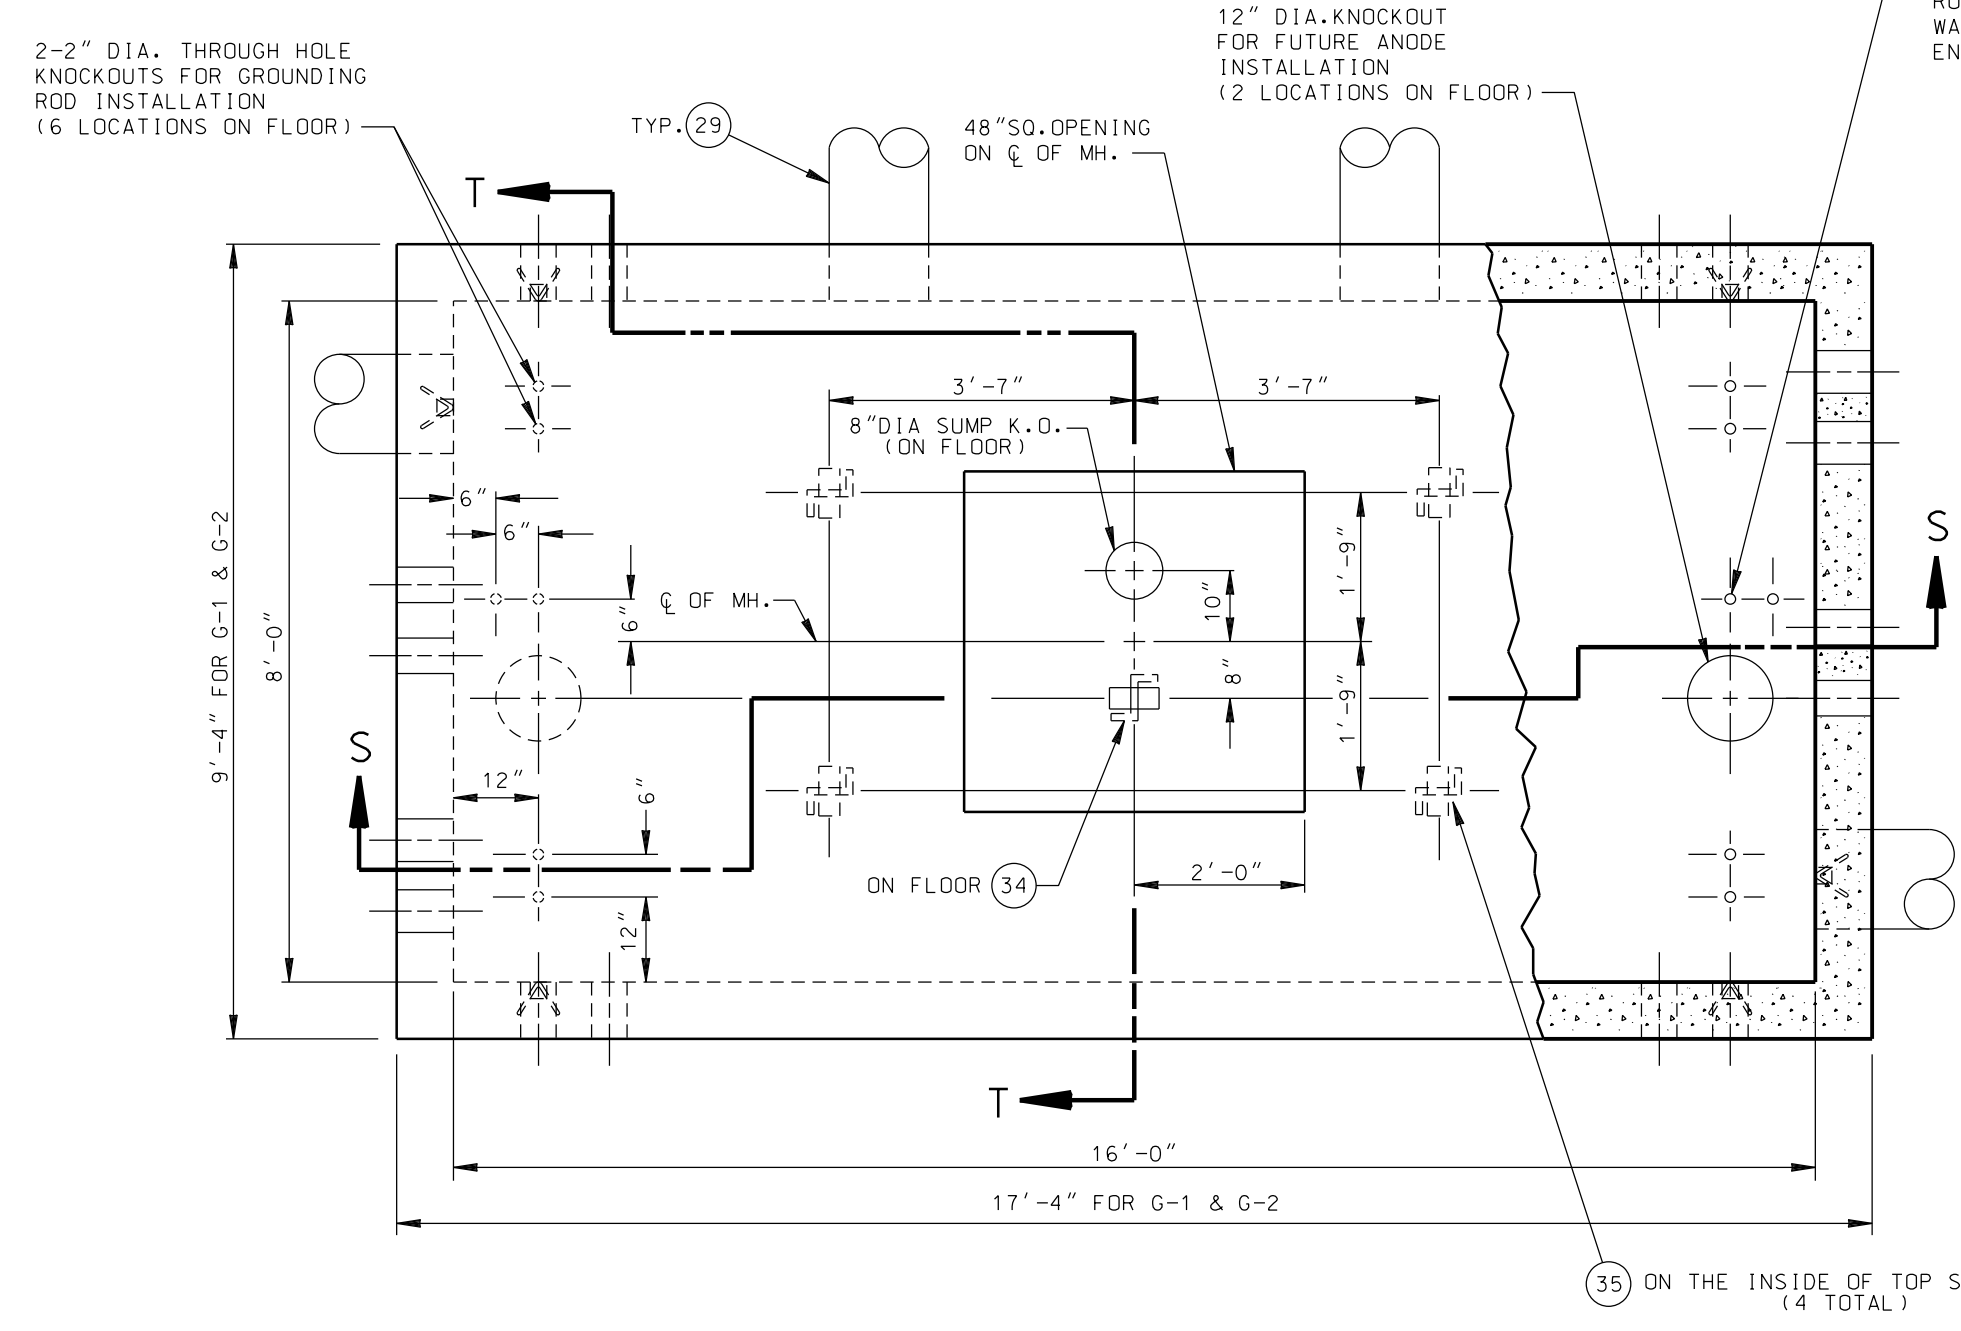 2-2" DIA. THROUGH HOLE
KNOCKOUTS FOR GROUNDING
ROD INSTALLATION
(6 LOCATIONS ON FLOOR)
TYP. 29
48"SQ.OPENING
ON ℄ OF MH.
12" DIA.KNOCKOUT
FOR FUTURE ANODE
INSTALLATION
(2 LOCATIONS ON FLOOR)
WA
EN
T
3'-7"
3'-7"
8"DIA SUMP K.O.
(ON FLOOR)
6"
6"
9'-4" FOR G-1 & G-2
8'-0"
℄ OF MH.
6"
10"
8"
1'-9"
1'-9"
S
S
12"
6"
12"
ON FLOOR 34
2'-0"
T
16'-0"
17'-4" FOR G-1 & G-2
35 ON THE INSIDE OF TOP S
(4 TOTAL)